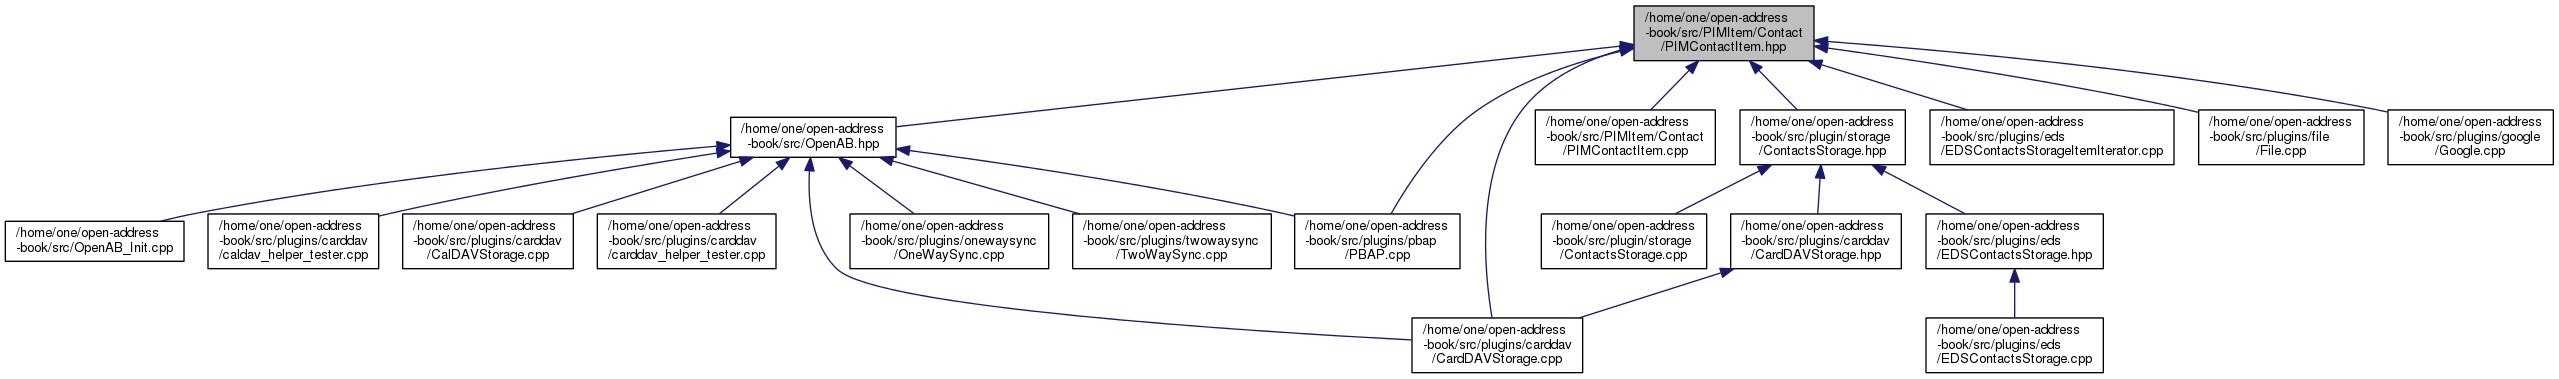 /home/one/open-address
-book/src/PIMItem/Contact
/PIMContactItem.hpp
/home/one/open-address
-book/src/OpenAB.hpp
/home/one/open-address
-book/src/PIMItem/Contact
/PIMContactItem.cpp
/home/one/open-address
-book/src/plugin/storage
/ContactsStorage.hpp
/home/one/open-address
-book/src/plugins/eds
/EDSContactsStorageItemIterator.cpp
/home/one/open-address
-book/src/plugins/file
/File.cpp
/home/one/open-address
-book/src/plugins/google
/Google.cpp
/home/one/open-address
-book/src/OpenAB_Init.cpp
/home/one/open-address
-book/src/plugins/carddav
/caldav_helper_tester.cpp
/home/one/open-address
-book/src/plugins/carddav
/CalDAVStorage.cpp
/home/one/open-address
-book/src/plugins/carddav
/carddav_helper_tester.cpp
/home/one/open-address
-book/src/plugins/onewaysync
/OneWaySync.cpp
/home/one/open-address
-book/src/plugins/twowaysync
/TwoWaySync.cpp
/home/one/open-address
-book/src/plugins/pbap
/PBAP.cpp
/home/one/open-address
-book/src/plugin/storage
/ContactsStorage.cpp
/home/one/open-address
-book/src/plugins/carddav
/CardDAVStorage.hpp
/home/one/open-address
-book/src/plugins/eds
/EDSContactsStorage.hpp
/home/one/open-address
-book/src/plugins/carddav
/CardDAVStorage.cpp
/home/one/open-address
-book/src/plugins/eds
/EDSContactsStorage.cpp